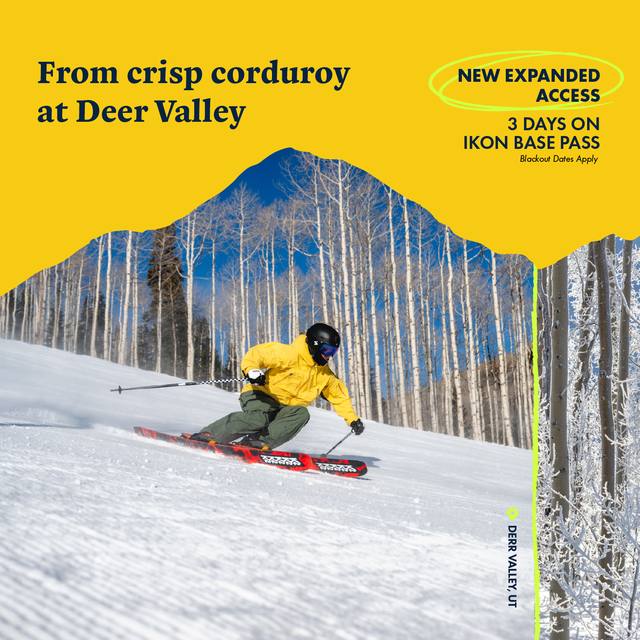 From crisp corduroy
at Deer Valley
NEW EXPANDED
ACCESS
3 DAYS ON
IKON BASE PASS
Blackout Dates Apply
DERR VALLEY, UT